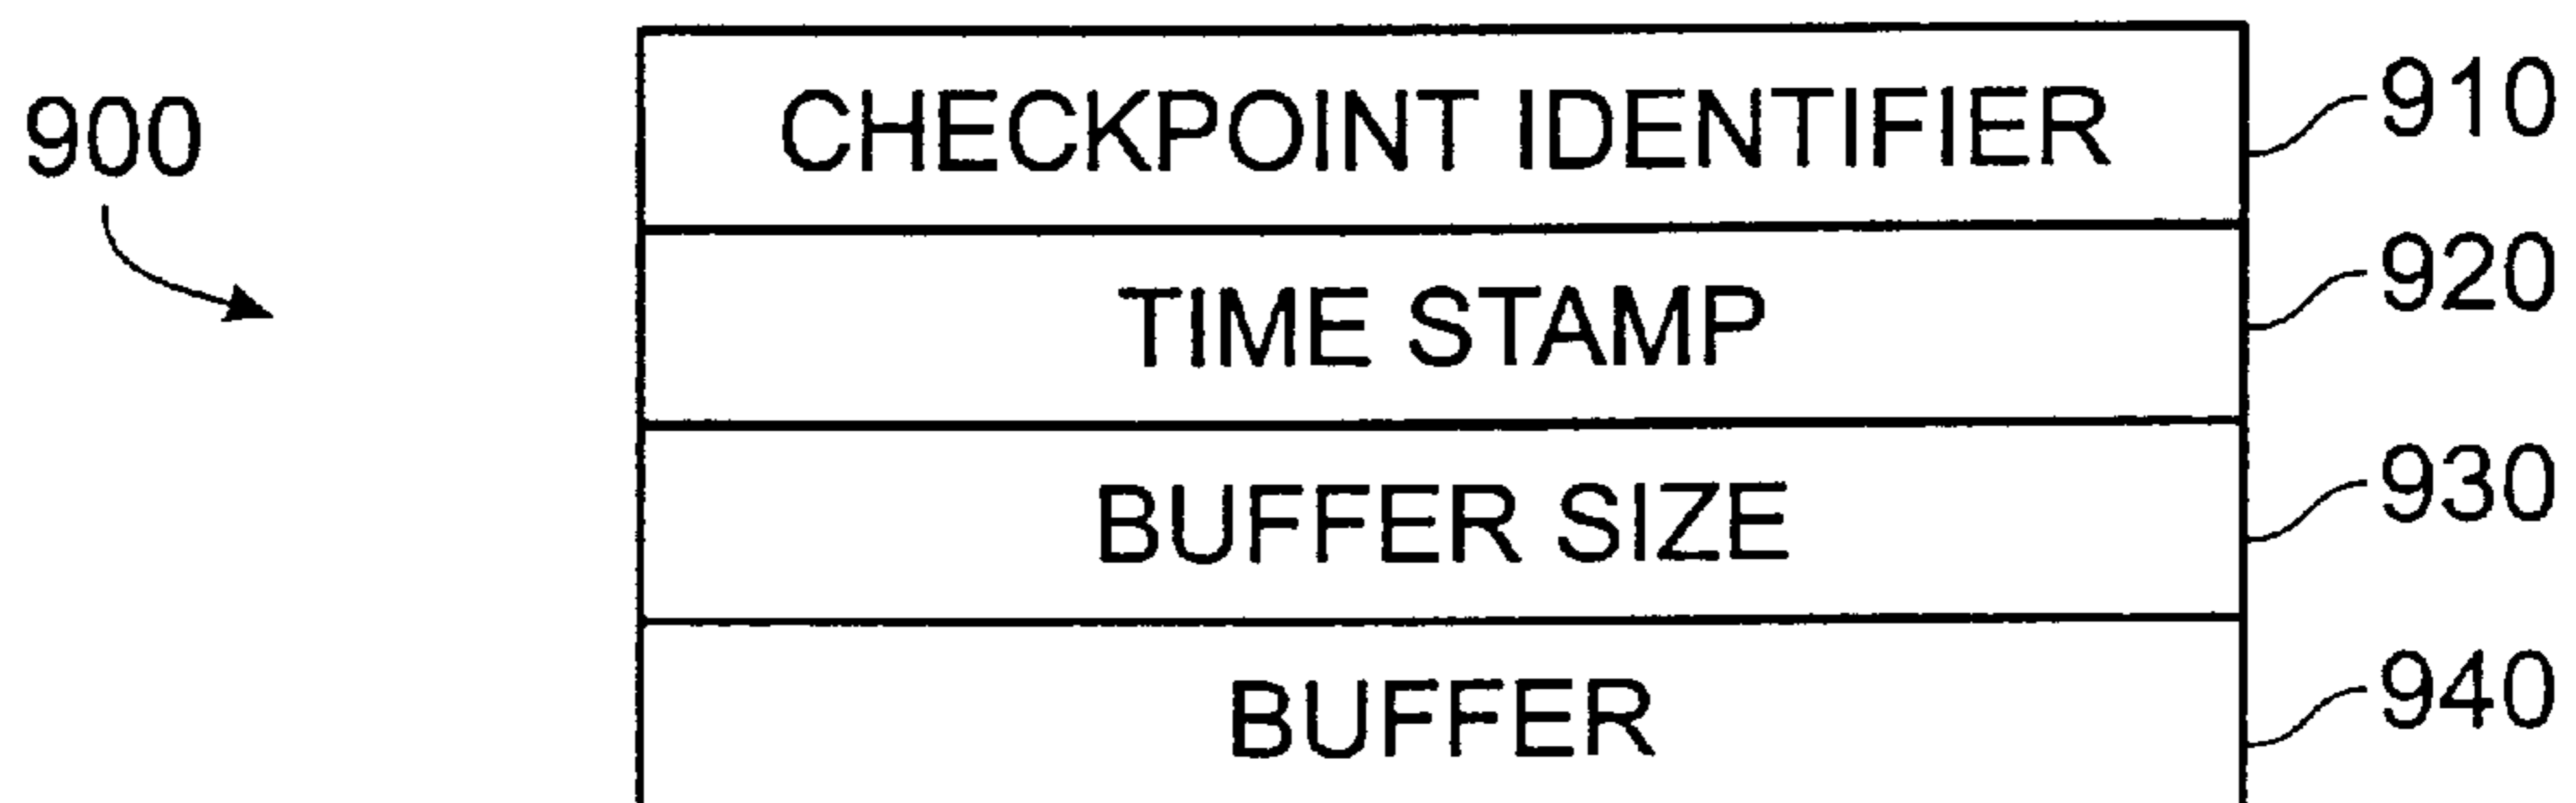 CHECKPOINT IDENTIFIER 910
900
TIME STAMP 920
BUFFER SIZE 930
BUFFER 940